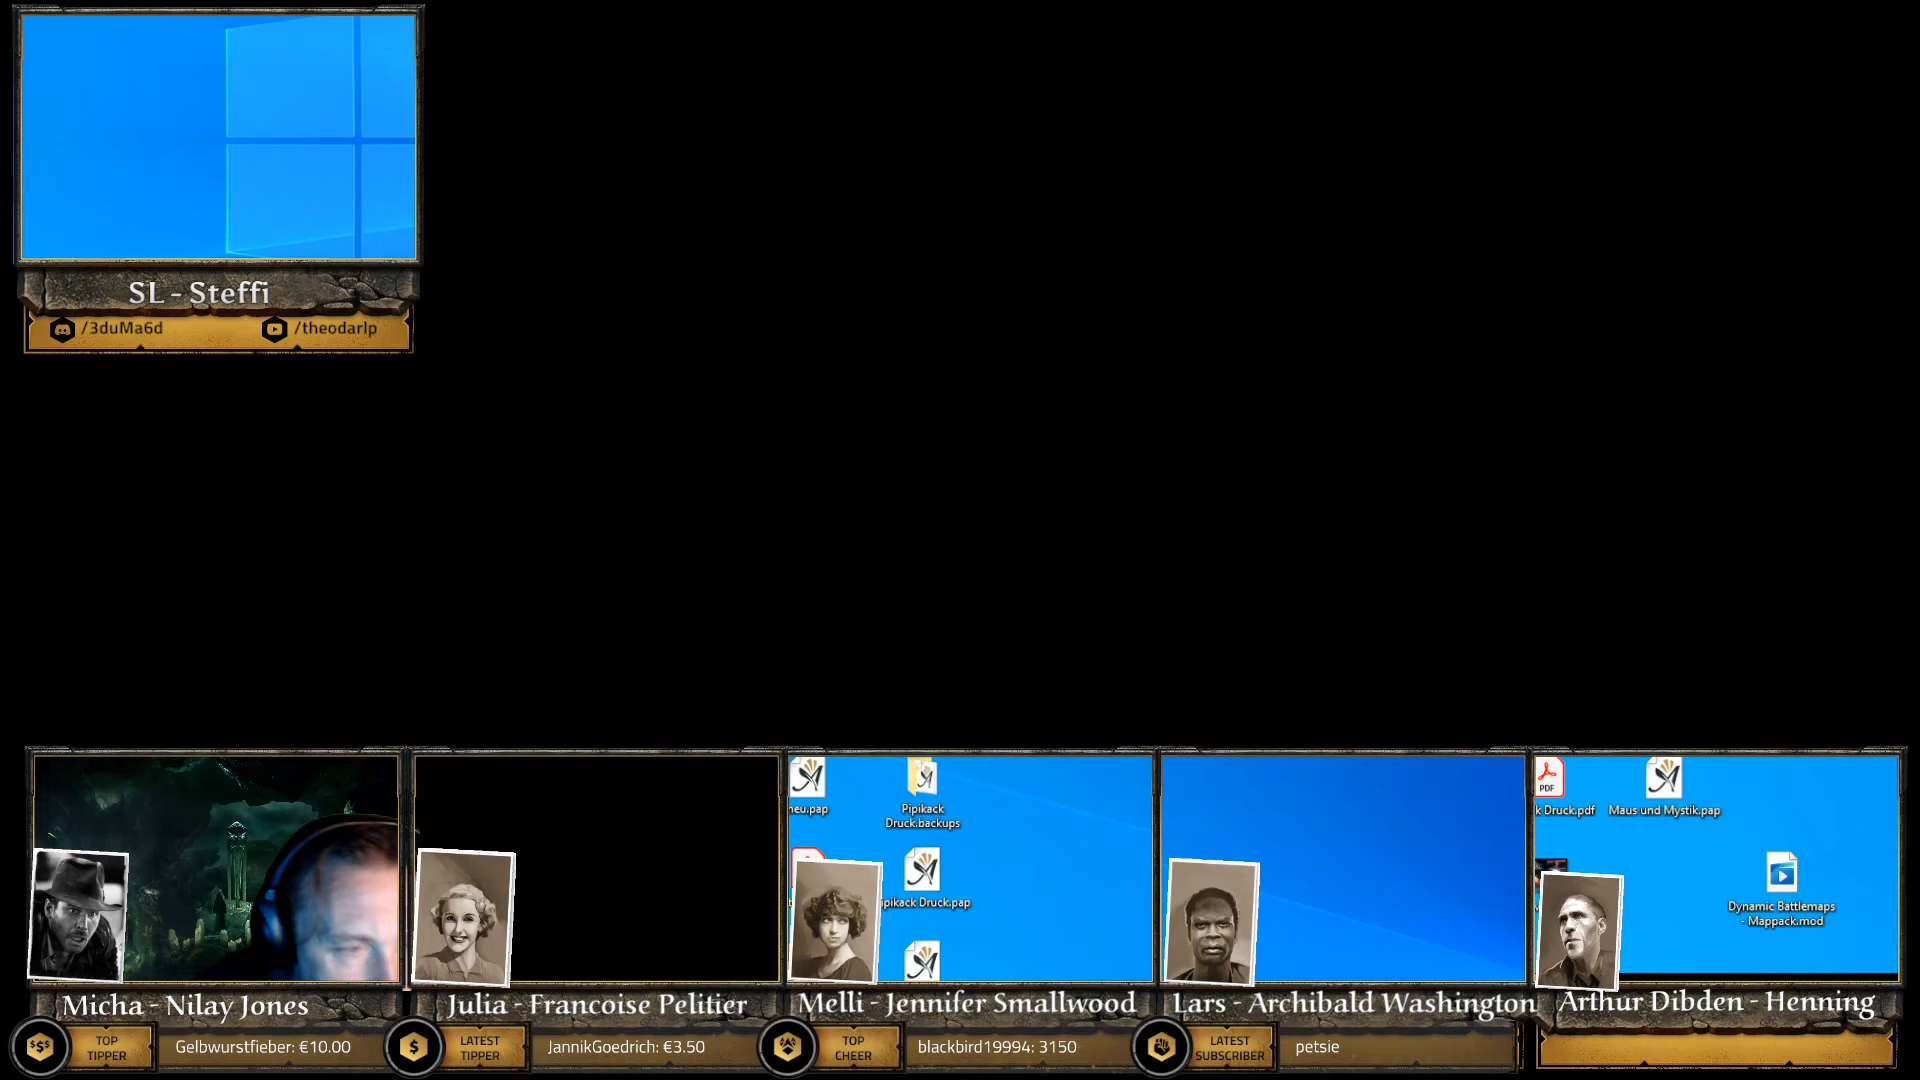 SL - Steffi
/3duMa6d
/theodarlp
neu.pap
Pipikack
Druck.backups
k Druck.pdf
Maus und Mystik.pap
PDF
ipikack Druck.pap
Dynamic Battlemaps
- Mappack.mod
Micha - Nilay Jones
Julia - Francoise Pelitier
Melli - Jennifer Smallwood
Lars - Archibald Washington
Arthur Dibden - Henning
TOP
TIPPER
Gelbwurstfieber: €10.00
LATEST
TIPPER
JannikGoedrich: €3.50
TOP
CHEER
blackbird19994: 3150
LATEST
SUBSCRIBER
petsie